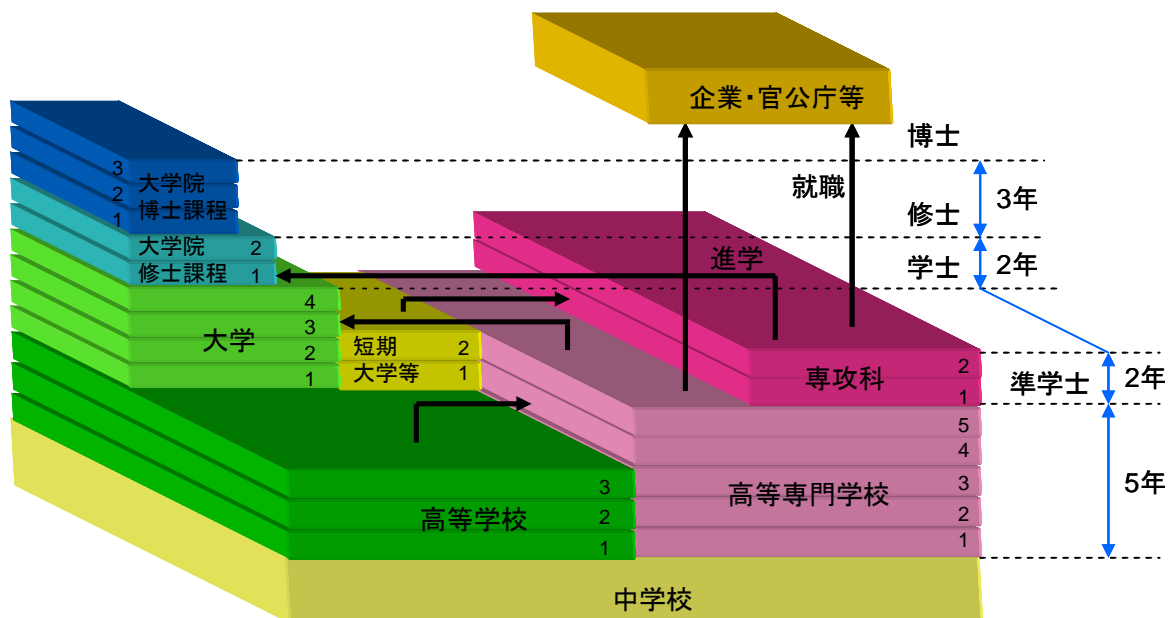 企業・官公庁等
博士
3
大学院
2
博士課程
1
就職
3年
修士
大学院 2
修士課程 1
進学
学士
2年
4
大学 3
2
1
短期 2
大学等 1
専攻科
2
1
準学士
2年
5
4
高等専門学校 3
2
1
5年
3
高等学校 2
1
中学校